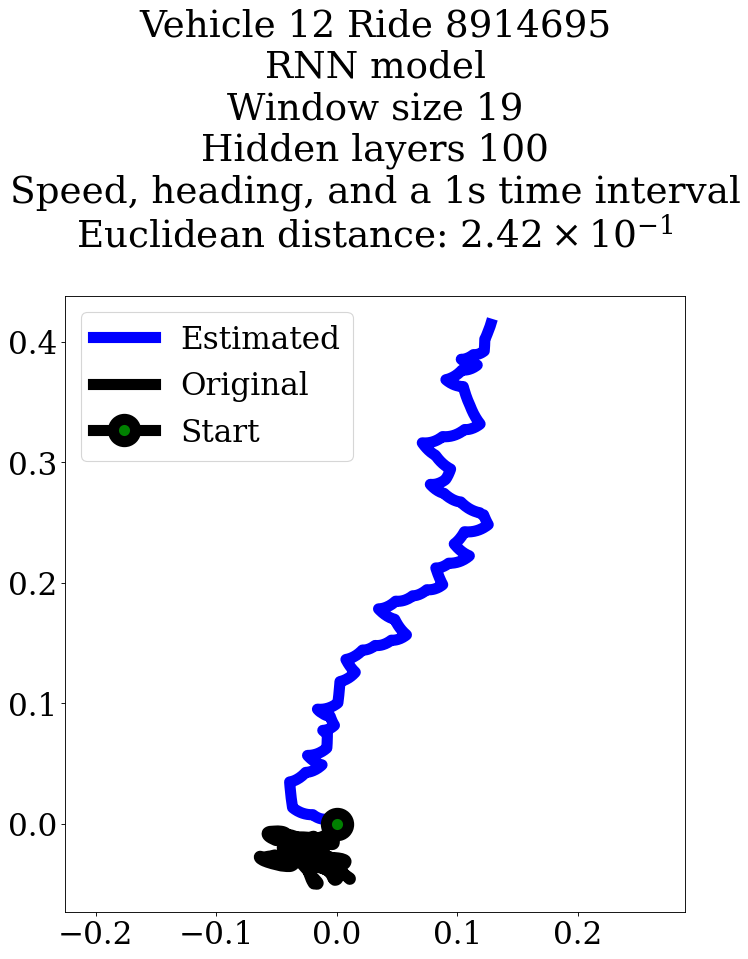 Vehicle 12 Ride 8914695
RNN model
Window size 19
Hidden layers 100
Speed, heading, and a 1s time interval
Euclidean distance: 2.42 × 10⁻¹
Estimated
Original
Start
0.4
0.3
0.2
0.1
0.0
−0.2
−0.1
0.0
0.1
0.2